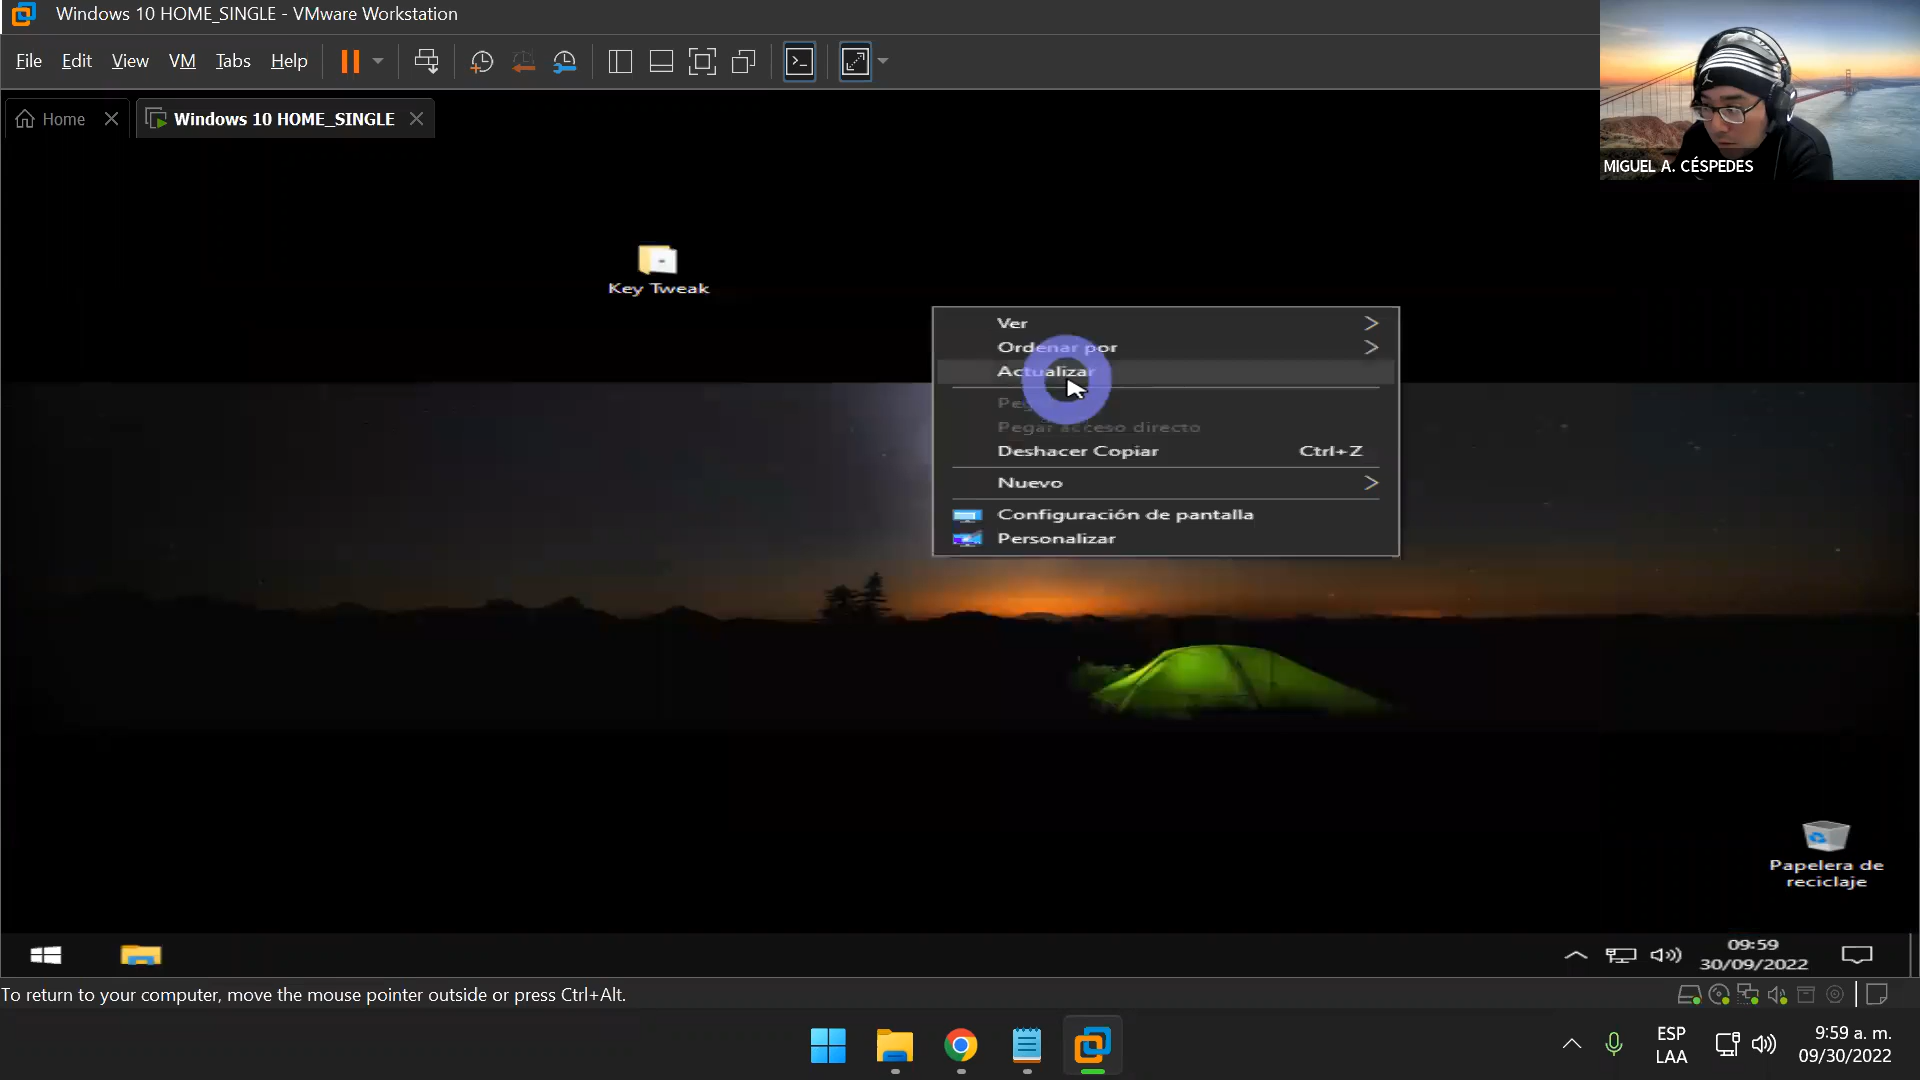 Windows 10 HOME_SINGLE - VMware Workstation
File Edit View VM Tabs Help
MIGUEL A. CÉSPEDES
Home
Windows 10 HOME_SINGLE
Key Tweak
Ver
Ordenar por
Actualizar
Pegar acceso directo
Deshacer Copiar Ctrl+Z
Nuevo
Configuración de pantalla
Personalizar
Papelera de
reciclaje
09:59
30/09/2022
To return to your computer, move the mouse pointer outside or press Ctrl+Alt.
ESP
LAA
9:59 a. m.
09/30/2022